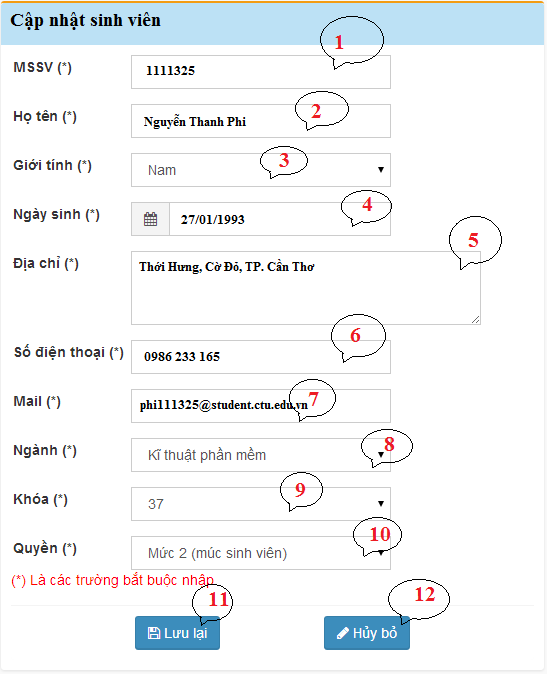 Cập nhật sinh viên
1
MSSV (*) 1111325
2
Họ tên (*) Nguyễn Thanh Phi
Giới tính (*) Nam 3
Ngày sinh (*) 27/01/1993 4
5
Địa chỉ (*) Thới Hưng, Cờ Đỏ, TP. Cần Thơ
6
Số điện thoại (*) 0986 233 165
Mail (*) phi111325@student.ctu.edu.vn 7
Ngành (*) Kĩ thuật phần mềm 8
Khóa (*) 37 9
Quyền (*) Mức 2 (múc sinh viên) 10
(*) Là các trường bắt buộc nhập
11 12
Lưu lại Hủy bỏ